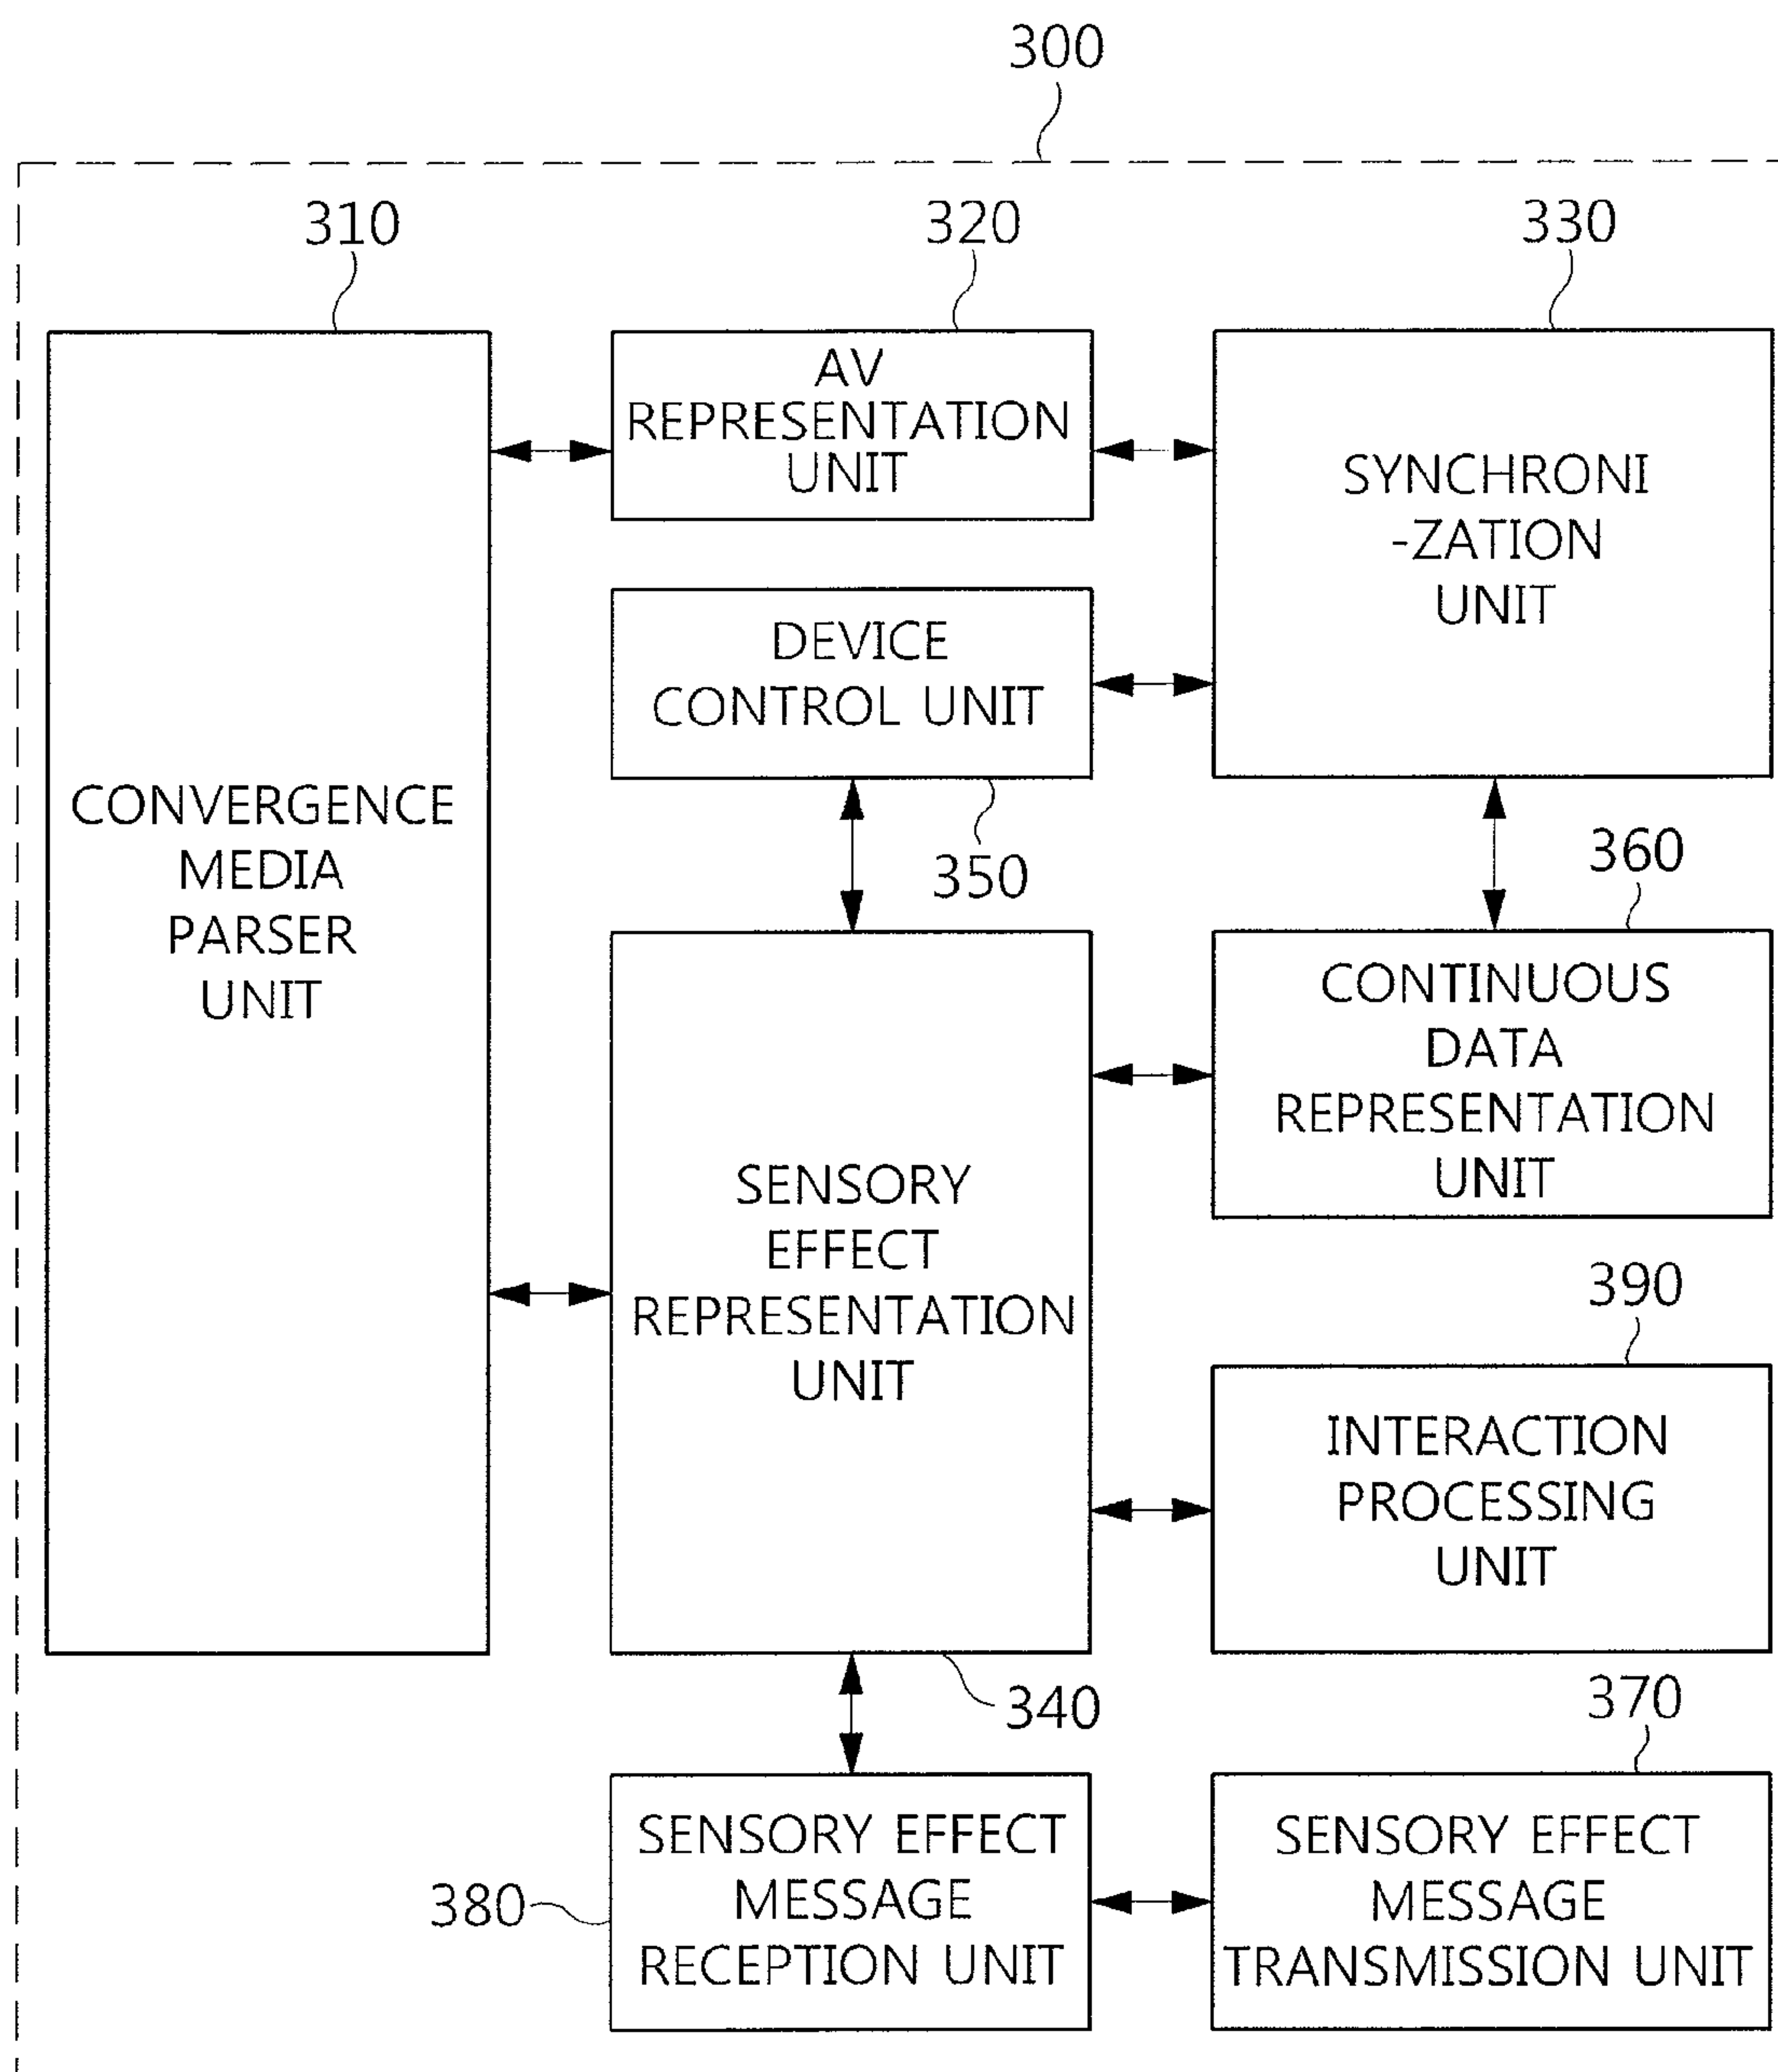 300
310
320
330
AV
REPRESENTATION
UNIT
SYNCHRONI
-ZATION
UNIT
DEVICE
CONTROL UNIT
350
360
CONVERGENCE
MEDIA
PARSER
UNIT
CONTINUOUS
DATA
REPRESENTATION
UNIT
SENSORY
EFFECT
REPRESENTATION
UNIT
390
INTERACTION
PROCESSING
UNIT
340
370
380
SENSORY EFFECT
MESSAGE
RECEPTION UNIT
SENSORY EFFECT
MESSAGE
TRANSMISSION UNIT